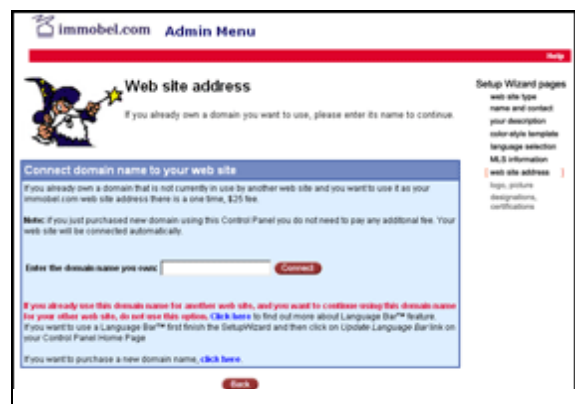 immobel.com Admin Menu
Help
Web site address
If you already own a domain you want to use, please enter its name to continue.
Setup Wizard pages
web site type
name and contact
your description
color-style template
language selection
MLS information
[ web site address ]
logo, picture
designations,
certifications
Connect domain name to your web site
If you already own a domain that is not currently in use by another web site and you want to use it as your
immobel.com web site address there is a one time, $25 fee.
Note: if you just purchased new domain using this Control Panel you do not need to pay any additional fee. Your
web site will be connected automatically.
Enter the domain name you own: Connect
If you already use this domain name for another web site, and you want to continue using this domain name
for your other web site, do not use this option, Click here to find out more about Language Bar™ feature.
If you want to use a Language Bar™ first finish the SetupWizard and then click on Update Language Bar link on
your Control Panel Home Page
If you want to purchase a new domain name, click here.
Back